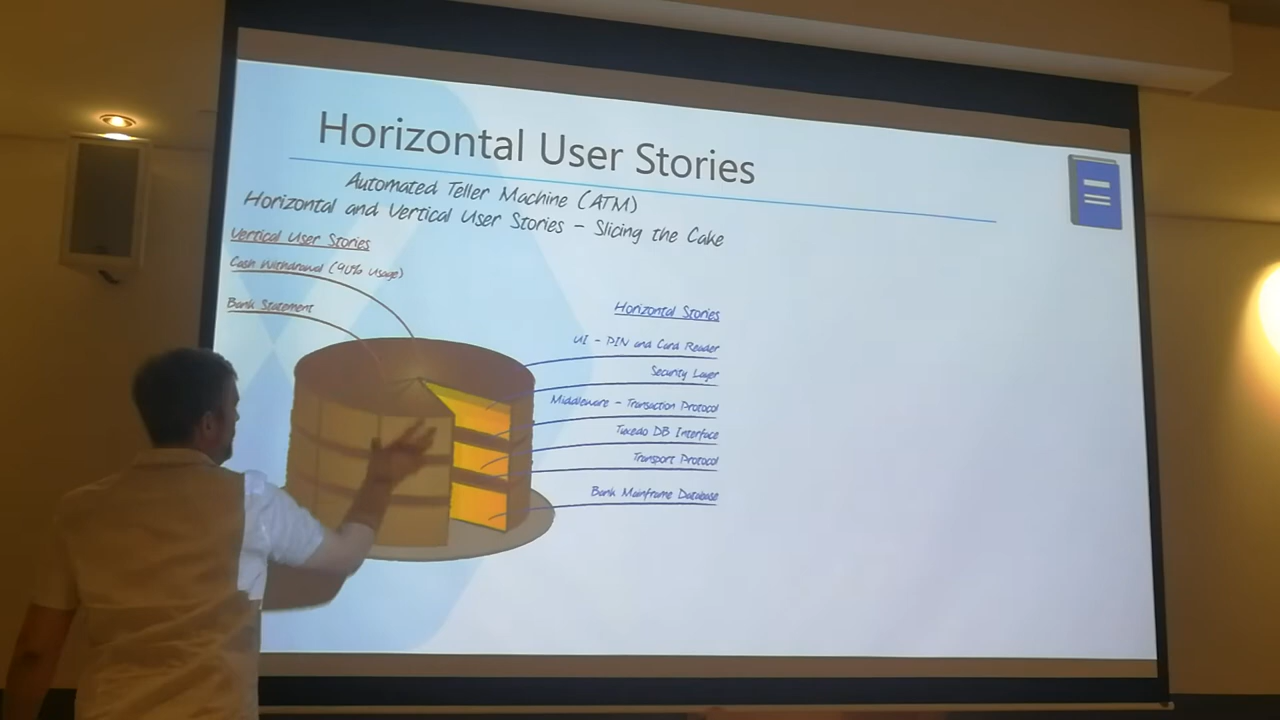 Horizontal User Stories
Automated Teller Machine (ATM)
Horizontal and Vertical User Stories - Slicing the Cake
Vertical User Stories
Cash Withdrawal (90% Usage)
Bank Statement
Horizontal Stories
UI - PIN and Card Reader
Security Layer
Middleware - Transaction Protocol
Tuxedo DB Interface
Transport Protocol
Bank Mainframe Database